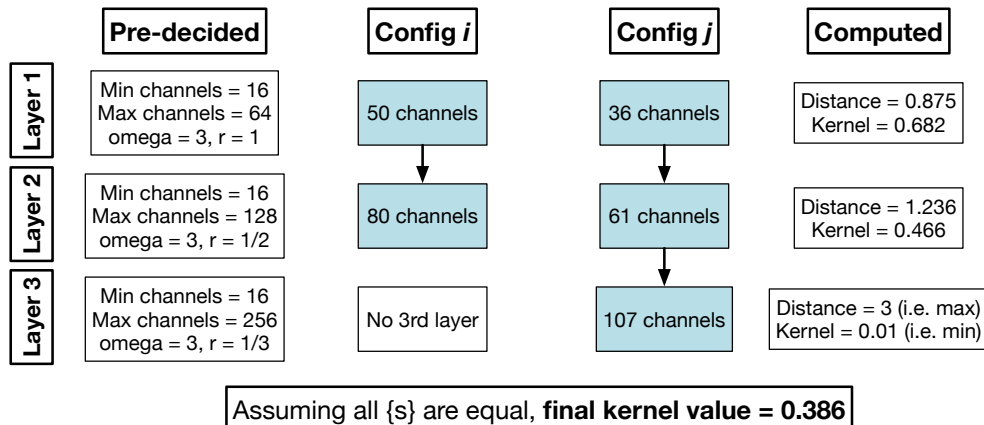 Pre-decided
Config i
Config j
Computed
Layer 1
Min channels = 16
Max channels = 64
omega = 3, r = 1
50 channels
36 channels
Distance = 0.875
Kernel = 0.682
Layer 2
Min channels = 16
Max channels = 128
omega = 3, r = 1/2
80 channels
61 channels
Distance = 1.236
Kernel = 0.466
Layer 3
Min channels = 16
Max channels = 256
omega = 3, r = 1/3
No 3rd layer
107 channels
Distance = 3 (i.e. max)
Kernel = 0.01 (i.e. min)
Assuming all {s} are equal, final kernel value = 0.386